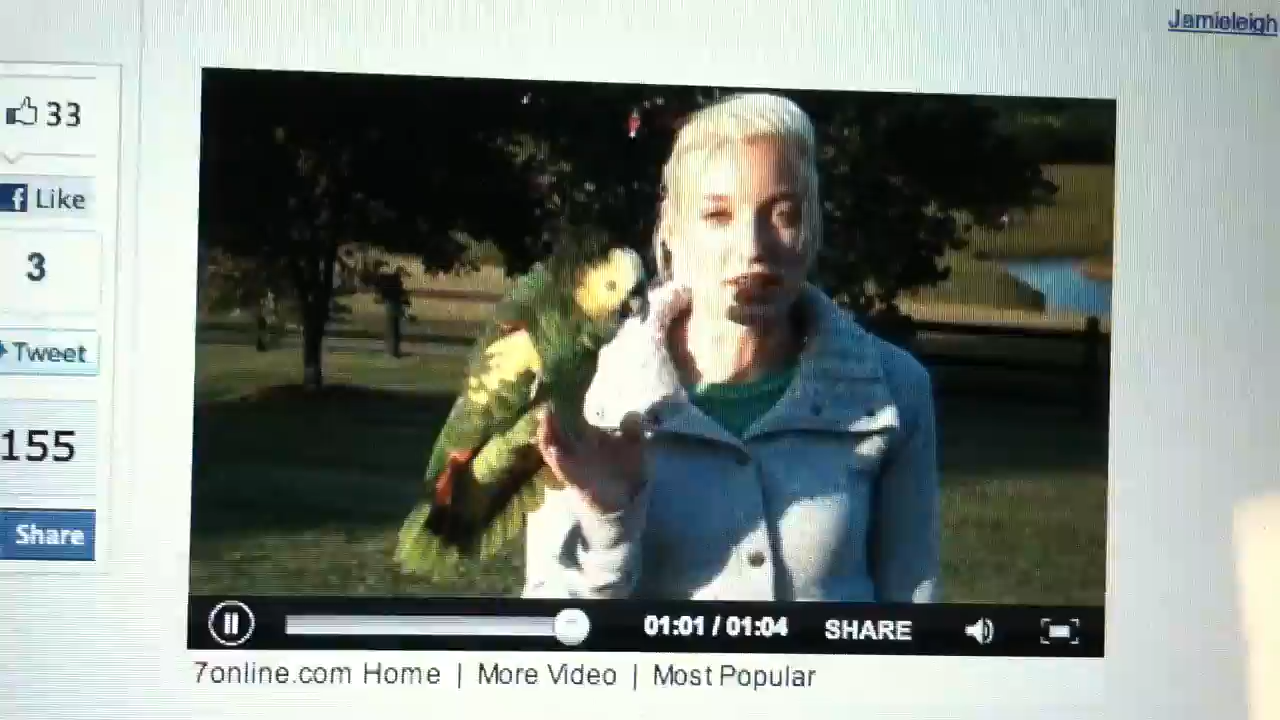 Jamieleigh
33
Like
3
Tweet
155
Share
01:01 / 01:04 SHARE
7online.com Home | More Video | Most Popular